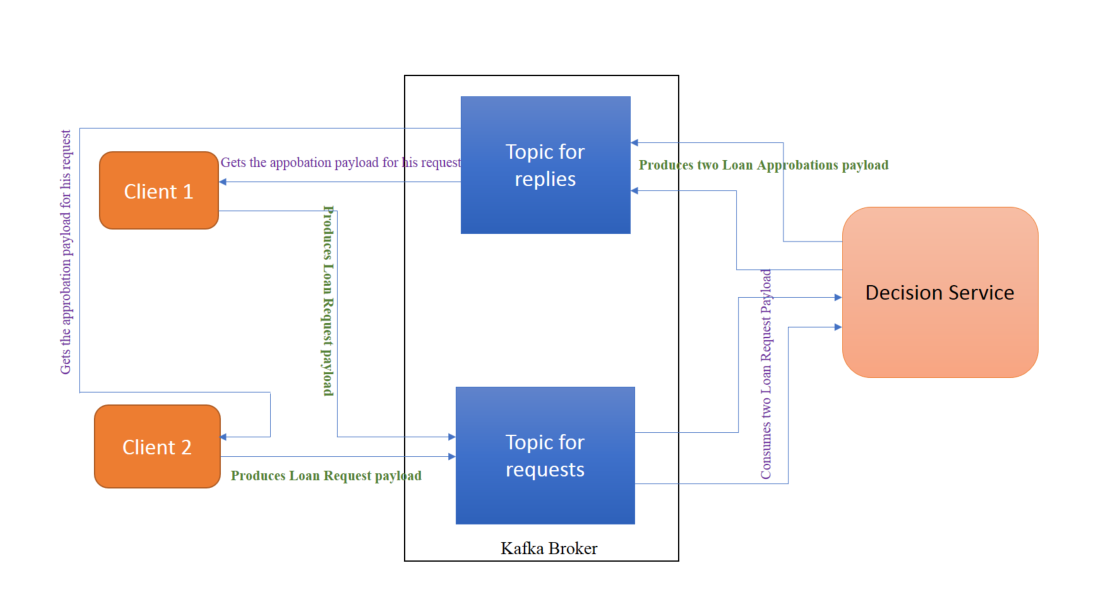 Topic for
replies
Gets the appobation payload for his request
Client 1
Produces Two Loan Approbations payload
Gets the approbation payload for his request
Produces Loan Request payload
Decision Service
Consumes two Loan Request Payload
Client 2
Topic for
requests
Produces Loan Request payload
Kafka Broker